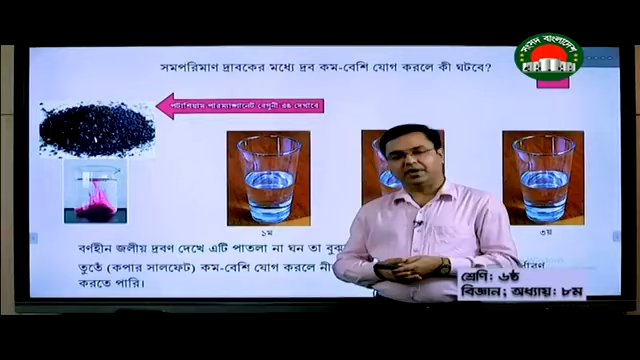 সমপরিমাণ দ্রাবকের মধ্যে দ্রব কম-বেশি যোগ করলে কী ঘটবে?
সংসদ বাংলাদেশ
পটাশিয়াম পারম্যাঙ্গানেট বেগুনী রঙ দেখাবে
১ম
৩য়
বর্ণহীন জলীয় দ্রবণ দেখে এটি পাতলা না ঘন তা বুঝ
তুতেঁ (কপার সালফেট) কম-বেশি যোগ করলে নী
করতে পারি।
শ্রেণি: ৬ষ্ঠ
বিজ্ঞান; অধ্যায়: ৮ম